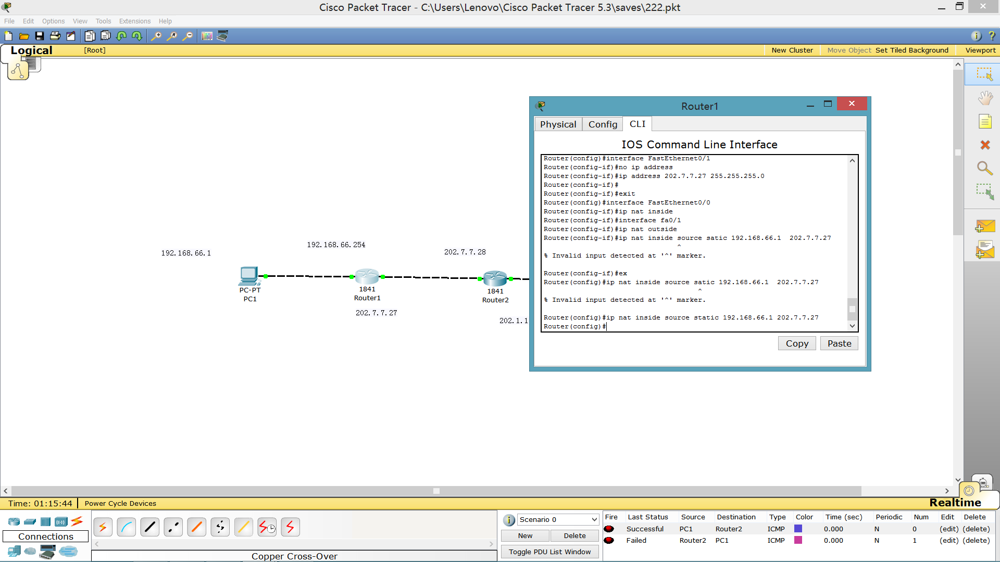 Cisco Packet Tracer - C:\Users\Lenovo\Cisco Packet Tracer 5.3\saves\222.pkt
File Edit Options View Tools Extensions Help
Logical [Root] New Cluster Move Object Set Tiled Background Viewport
Router1
Physical Config CLI
IOS Command Line Interface
Router(config)#interface FastEthernet0/1
Router(config-if)#no ip address
Router(config-if)#ip address 202.7.7.27 255.255.255.0
Router(config-if)#
Router(config-if)#exit
Router(config)#interface FastEthernet0/0
Router(config-if)#ip nat inside
Router(config-if)#interface fa0/1
Router(config-if)#ip nat outside
Router(config-if)#ip nat inside source satic 192.168.66.1  202.7.7.27
^
% Invalid input detected at '^' marker.
Router(config-if)#ex
Router(config)#ip nat inside source satic 192.168.66.1  202.7.7.27
^
% Invalid input detected at '^' marker.
Router(config)#ip nat inside source static 192.168.66.1 202.7.7.27
Router(config)#
Copy Paste
192.168.66.1
192.168.66.254
202.7.7.28
PC-PT
PC1
1841
Router1
1841
Router2
202.7.7.27
202.1.1
Time: 01:15:44 Power Cycle Devices
Realtime
Connections
Copper Cross-Over
Scenario 0
New Delete
Toggle PDU List Window
Fire Last Status Source Destination Type Color Time (sec) Periodic Num Edit Delete
Successful PC1 Router2 ICMP 0.000 N 0 (edit) (delete)
Failed Router2 PC1 ICMP 0.000 N 1 (edit) (delete)